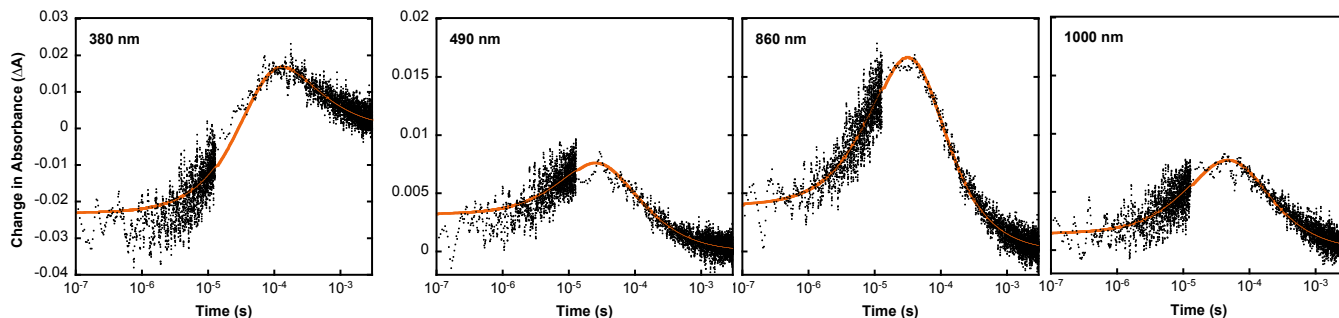 380 nm
490 nm
860 nm
1000 nm
Change in Absorbance (ΔA)
0.03
0.02
0.01
0
-0.01
-0.02
-0.03
-0.04
0.02
0.015
0.01
0.005
0
10⁻⁷ 10⁻⁶ 10⁻⁵ 10⁻⁴ 10⁻³
10⁻⁷ 10⁻⁶ 10⁻⁵ 10⁻⁴ 10⁻³
10⁻⁷ 10⁻⁶ 10⁻⁵ 10⁻⁴ 10⁻³
10⁻⁷ 10⁻⁶ 10⁻⁵ 10⁻⁴ 10⁻³
Time (s)
Time (s)
Time (s)
Time (s)